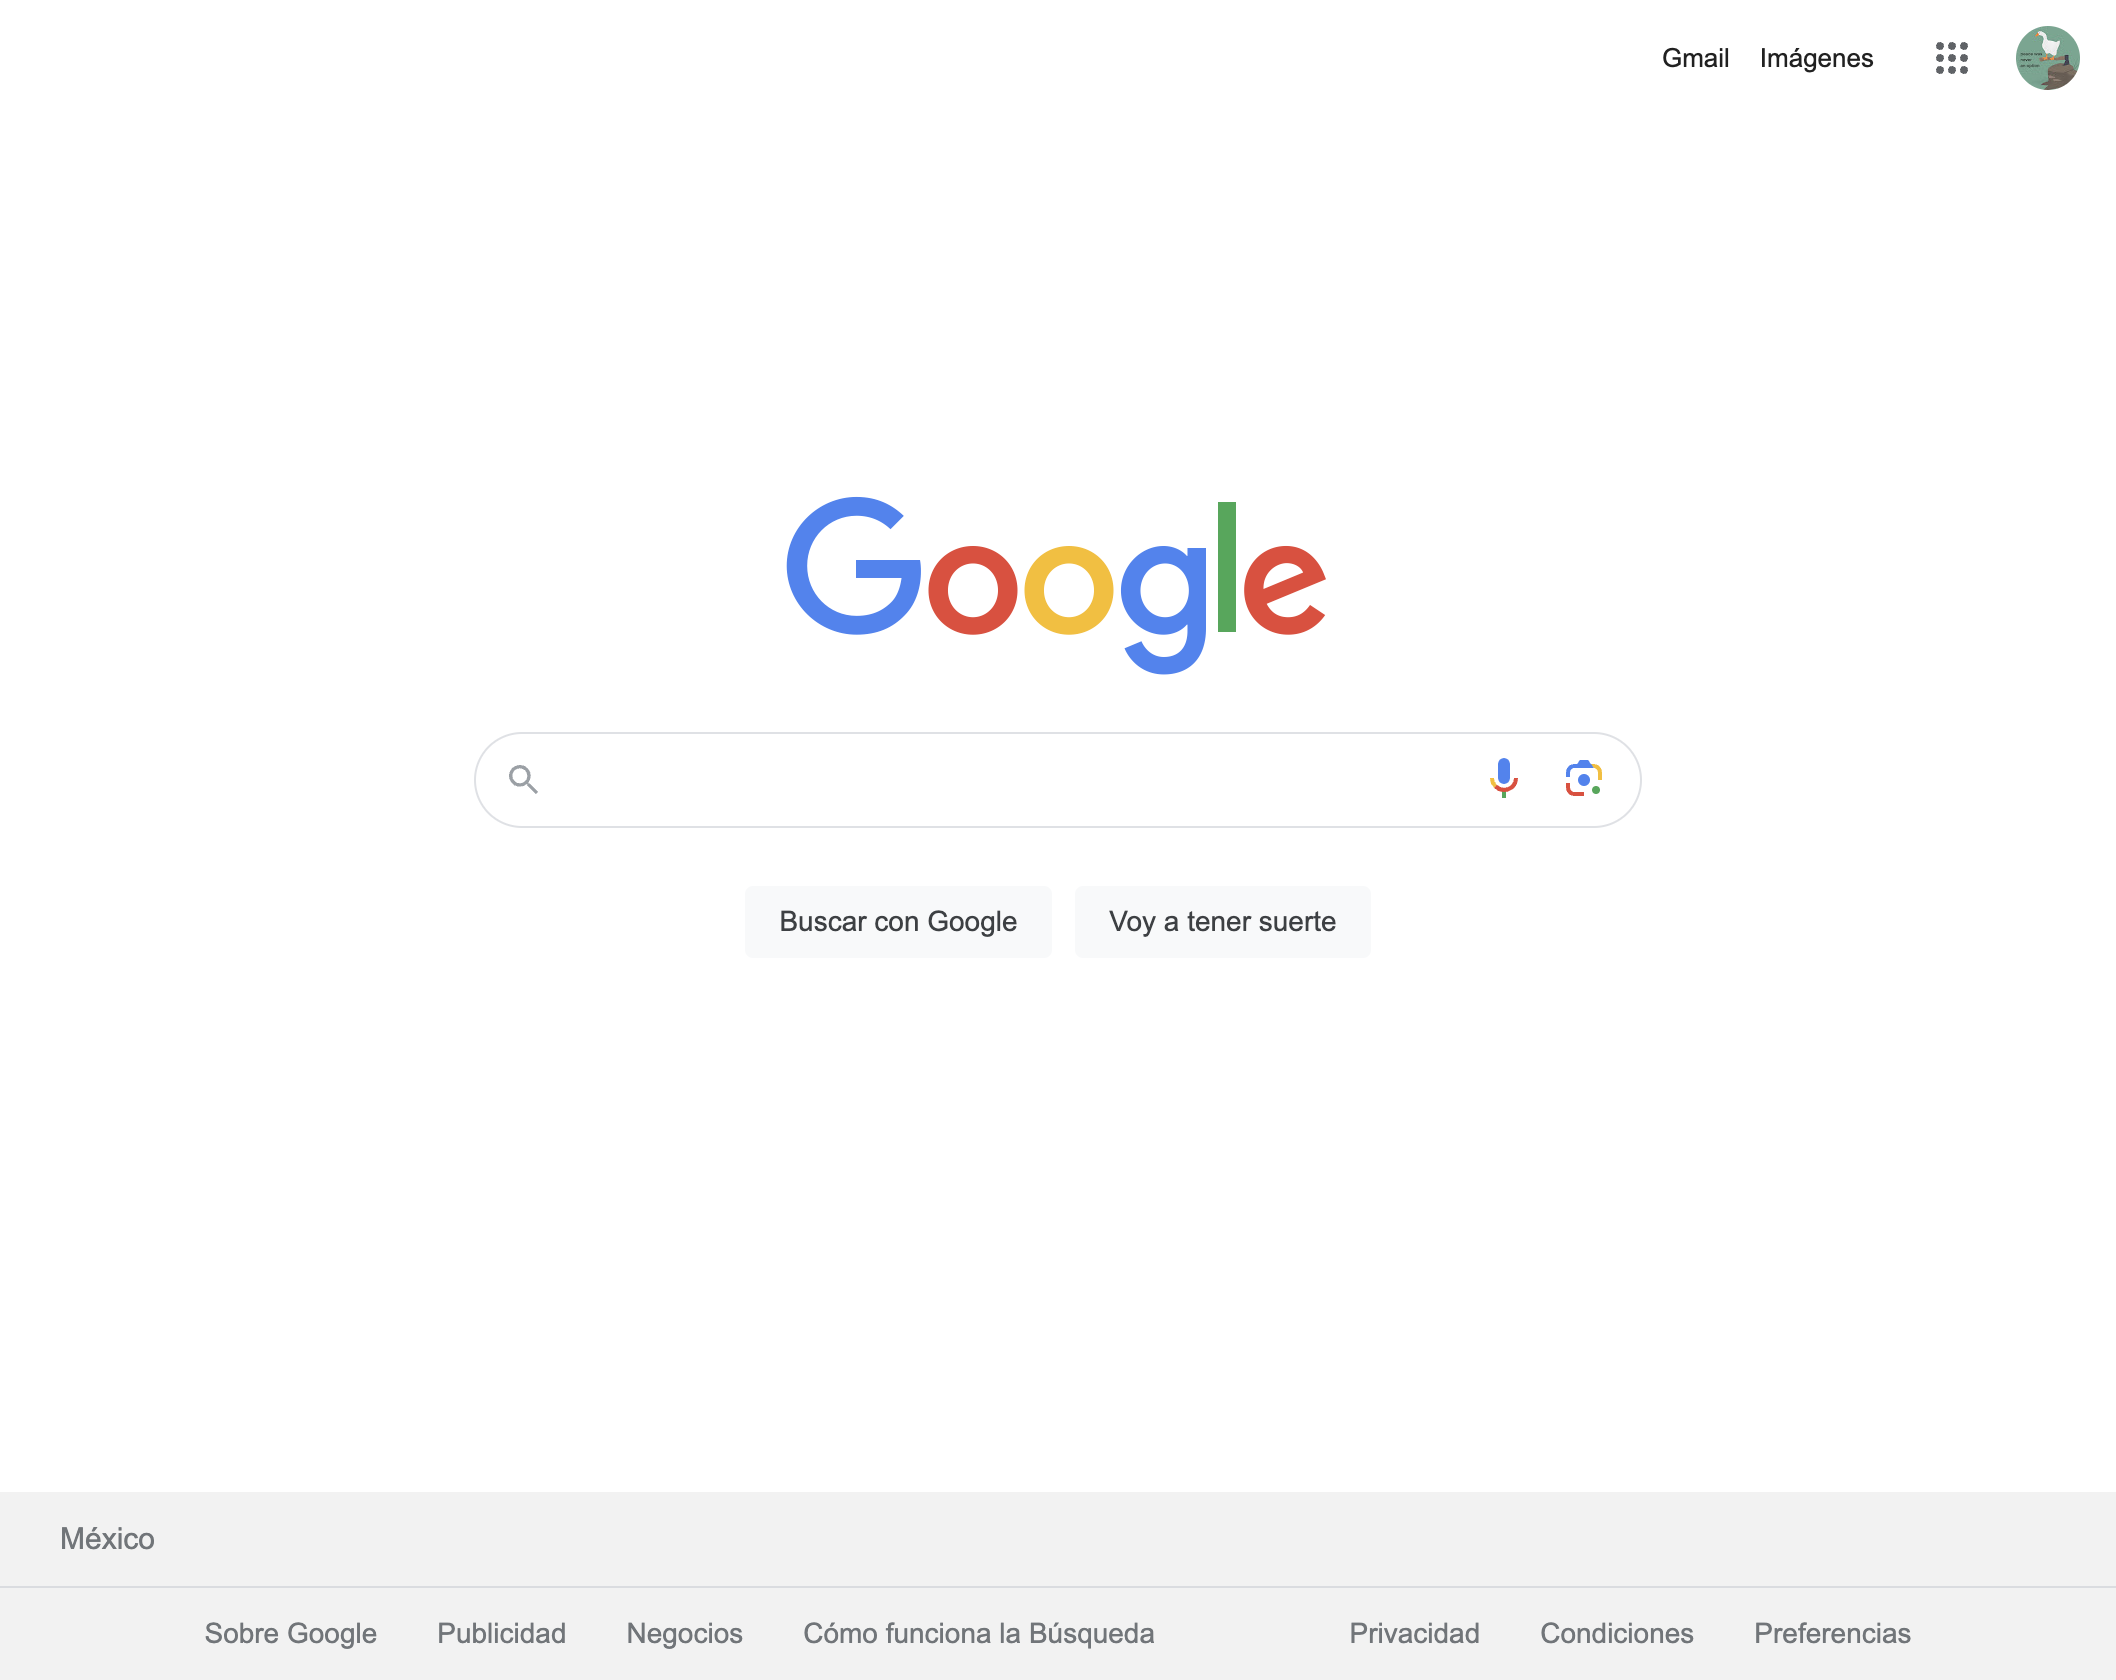 Gmail Imágenes
Google
Buscar con Google Voy a tener suerte
México
Sobre Google Publicidad Negocios Cómo funciona la Búsqueda Privacidad Condiciones Preferencias